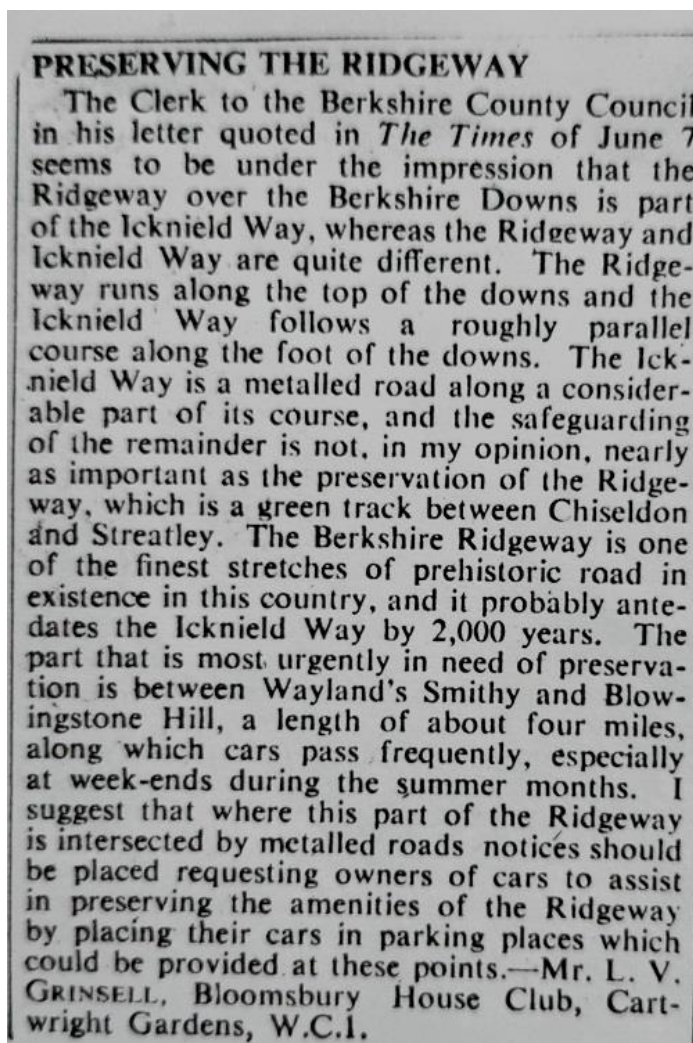 PRESERVING THE RIDGEWAY
The Clerk to the Berkshire County Council
in his letter quoted in The Times of June 7
seems to be under the impression that the
Ridgeway over the Berkshire Downs is part
of the Icknield Way, whereas the Ridgeway and
Icknield Way are quite different. The Ridge-
way runs along the top of the downs and the
Icknield Way follows a roughly parallel
course along the foot of the downs. The Ick-
nield Way is a metalled road along a consider-
able part of its course, and the safeguarding
of the remainder is not, in my opinion, nearly
as important as the preservation of the Ridge-
way, which is a green track between Chiseldon
and Streatley. The Berkshire Ridgeway is one
of the finest stretches of prehistoric road in
existence in this country, and it probably ante-
dates the Icknield Way by 2,000 years. The
part that is most urgently in need of preserva-
tion is between Wayland's Smithy and Blow-
ingstone Hill, a length of about four miles,
along which cars pass frequently, especially
at week-ends during the summer months. I
suggest that where this part of the Ridgeway
is intersected by metalled roads notices should
be placed requesting owners of cars to assist
in preserving the amenities of the Ridgeway
by placing their cars in parking places which
could be provided at these points.—Mr. L. V.
GRINSELL, Bloomsbury House Club, Cart-
wright Gardens, W.C.1.